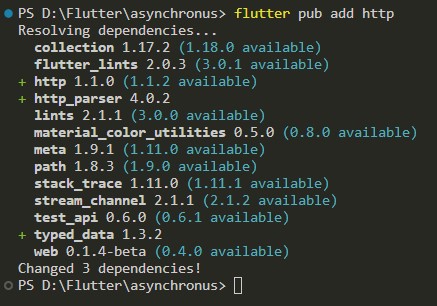 PS D:\Flutter\asynchronus> flutter pub add http
Resolving dependencies...
collection 1.17.2 (1.18.0 available)
flutter_lints 2.0.3 (3.0.1 available)
+ http 1.1.0 (1.1.2 available)
+ http_parser 4.0.2
lints 2.1.1 (3.0.0 available)
material_color_utilities 0.5.0 (0.8.0 available)
meta 1.9.1 (1.11.0 available)
path 1.8.3 (1.9.0 available)
stack_trace 1.11.0 (1.11.1 available)
stream_channel 2.1.1 (2.1.2 available)
test_api 0.6.0 (0.6.1 available)
+ typed_data 1.3.2
web 0.1.4-beta (0.4.0 available)
Changed 3 dependencies!
PS D:\Flutter\asynchronus>